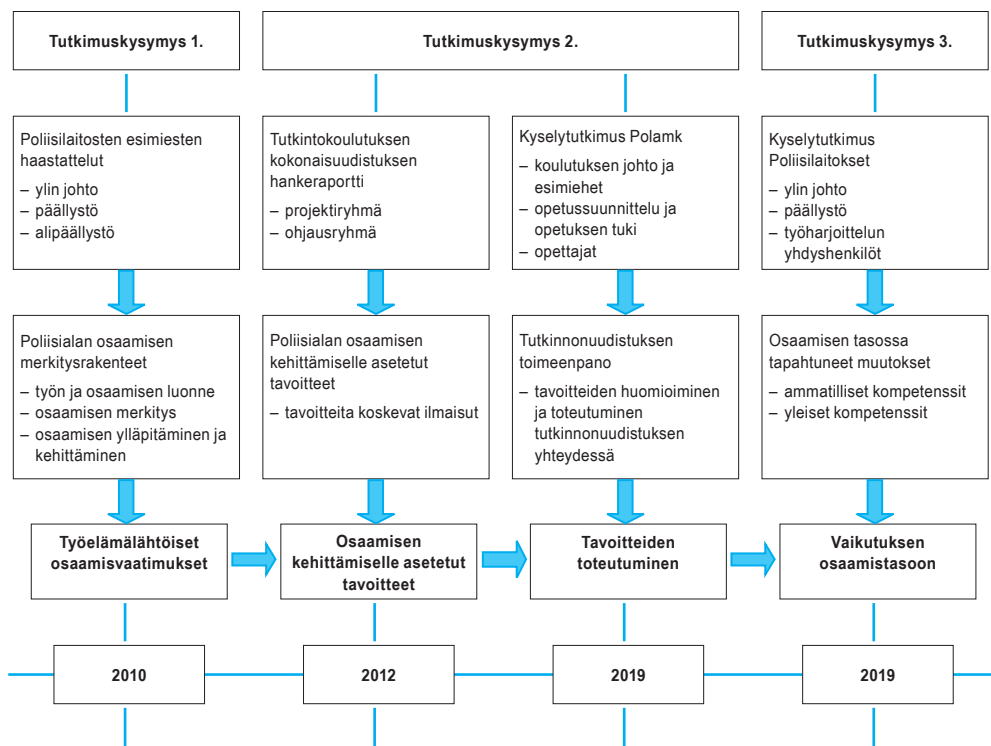 Tutkimuskysymys 1.
Tutkimuskysymys 2.
Tutkimuskysymys 3.
Poliisilaitosten esimiesten
haastattelut
– ylin johto
– päällystö
– alipäällystö
Tutkintokoulutuksen
kokonaisuudistuksen
hankeraportti
– projektiryhmä
– ohjausryhmä
Kyselytutkimus Polamk
– koulutuksen johto ja
esimiehet
– opetussuunnittelu ja
opetuksen tuki
– opettajat
Kyselytutkimus
Poliisilaitokset
– ylin johto
– päällystö
– työharjoittelun
yhdyshenkilöt
Poliisialan osaamisen
merkitysrakenteet
– työn ja osaamisen luonne
– osaamisen merkitys
– osaamisen ylläpitäminen ja
kehittäminen
Poliisialan osaamisen
kehittämiselle asetetut
tavoitteet
– tavoitteita koskevat ilmaisut
Tutkinnonuudistuksen
toimeenpano
– tavoitteiden huomioiminen
ja toteutuminen
tutkinnonuudistuksen
yhteydessä
Osaamisen tasossa
tapahtuneet muutokset
– ammatilliset kompetenssit
– yleiset kompetenssit
Työelämälähtöiset
osaamisvaatimukset
Osaamisen
kehittämiselle asetetut
tavoitteet
Tavoitteiden
toteutuminen
Vaikutuksen
osaamistasoon
2010
2012
2019
2019